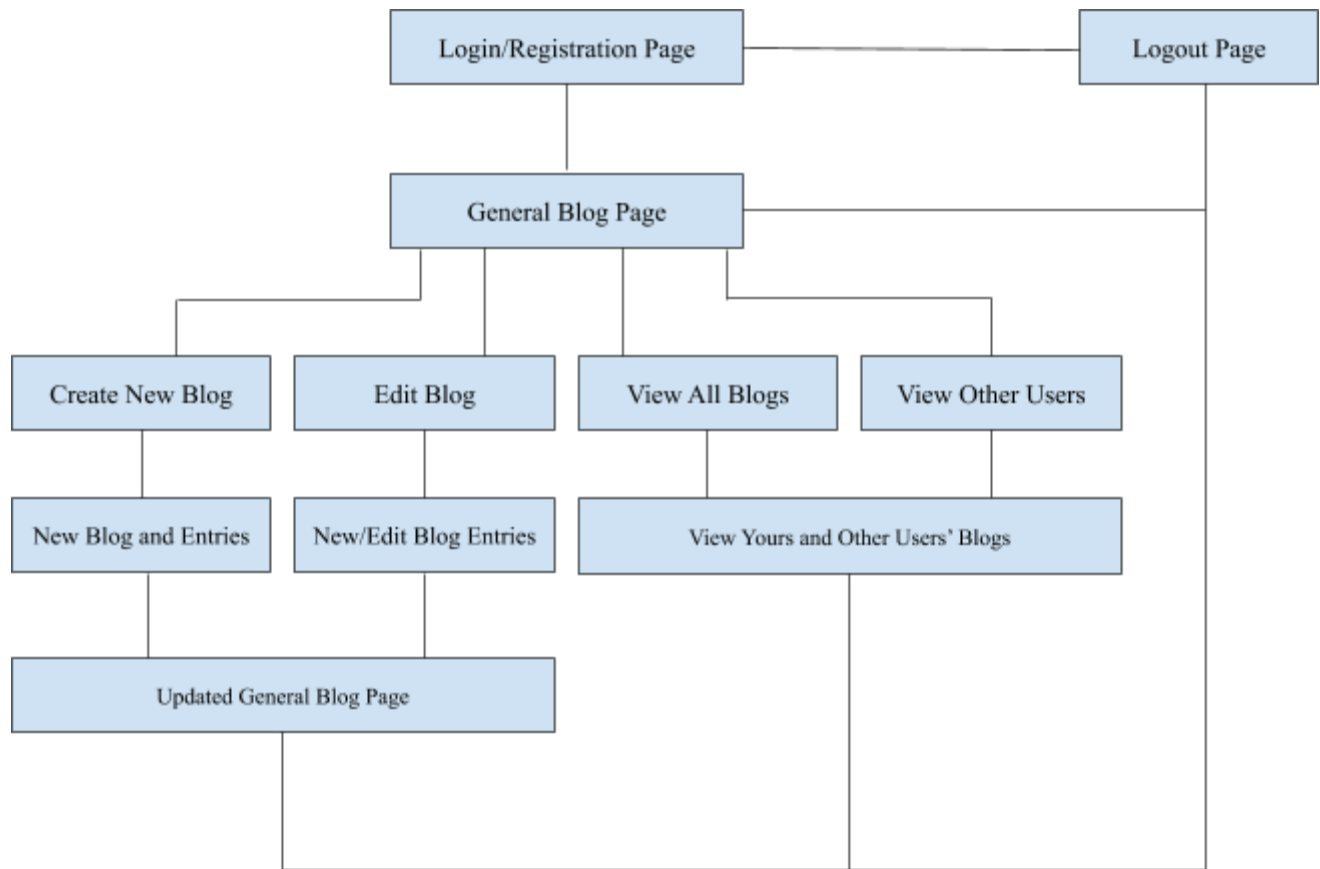 Login/Registration Page
Logout Page
General Blog Page
Create New Blog
Edit Blog
View All Blogs
View Other Users
New Blog and Entries
New/Edit Blog Entries
View Yours and Other Users’ Blogs
Updated General Blog Page